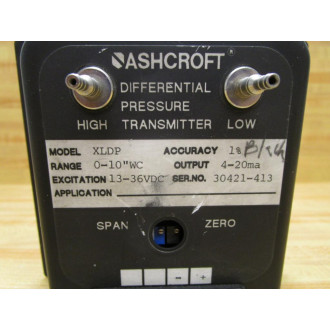 ASHCROFT®
DIFFERENTIAL
PRESSURE
HIGH TRANSMITTER LOW
MODEL XLDP ACCURACY 1%
RANGE 0-10"WC OUTPUT 4-20ma
EXCITATION 13-36VDC SER.NO. 30421-413
APPLICATION
SPAN ZERO
- +